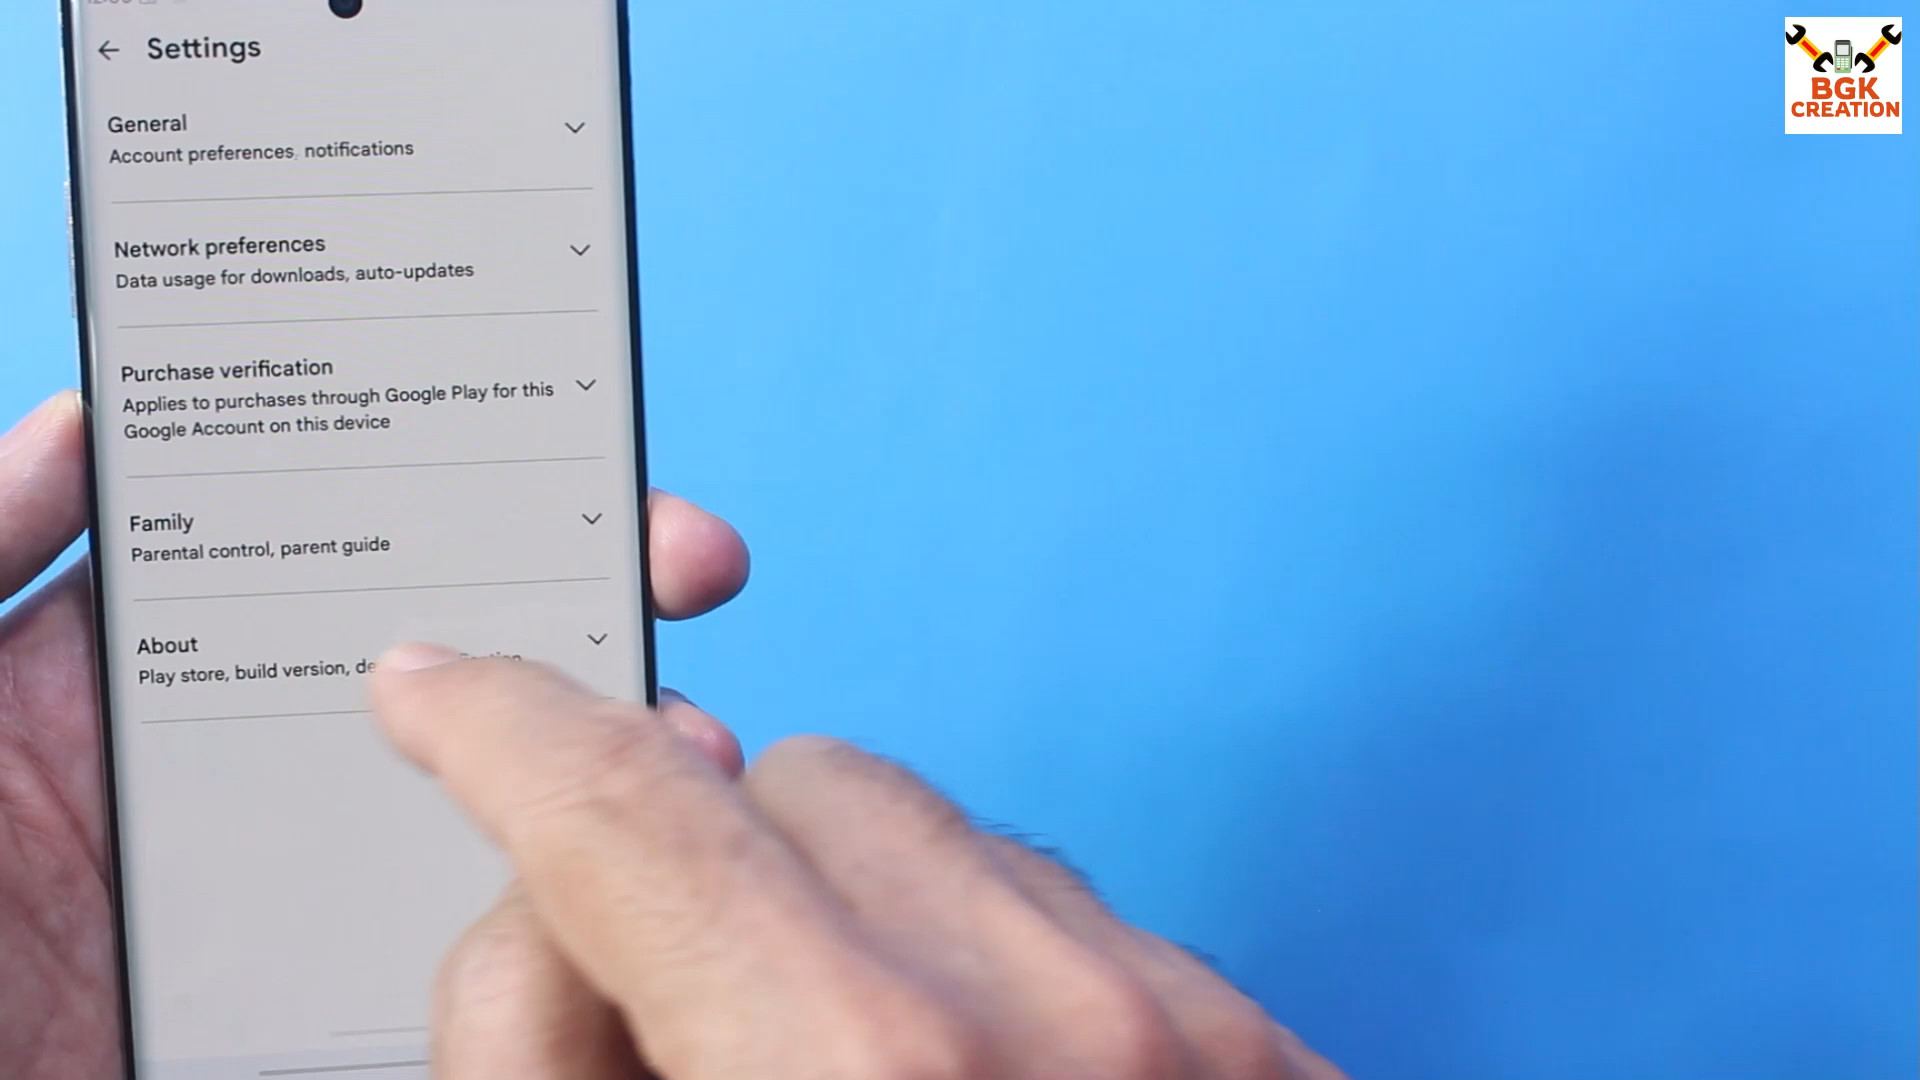 Settings
General
Account preferences, notifications
Network preferences
Data usage for downloads, auto-updates
Purchase verification
Applies to purchases through Google Play for this
Google Account on this device
Family
Parental control, parent guide
About
Play store, build version,
BGK
CREATION